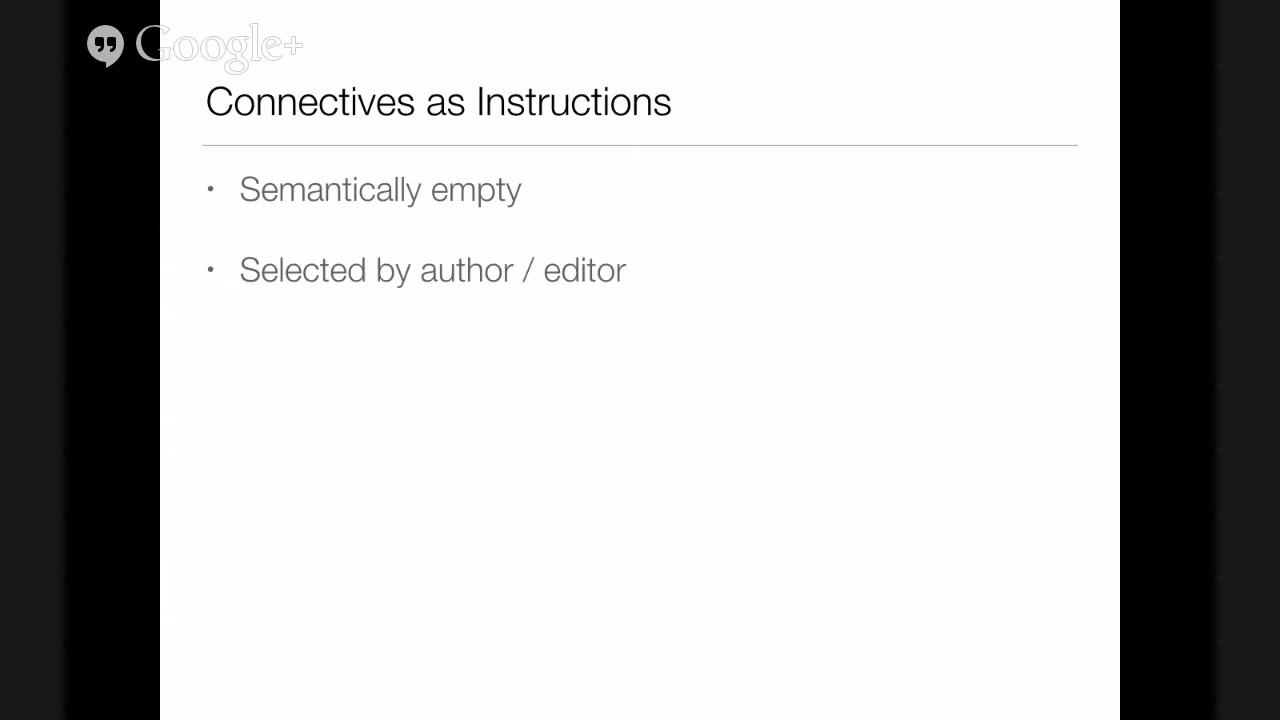 Google+
Connectives as Instructions
• Semantically empty
• Selected by author / editor